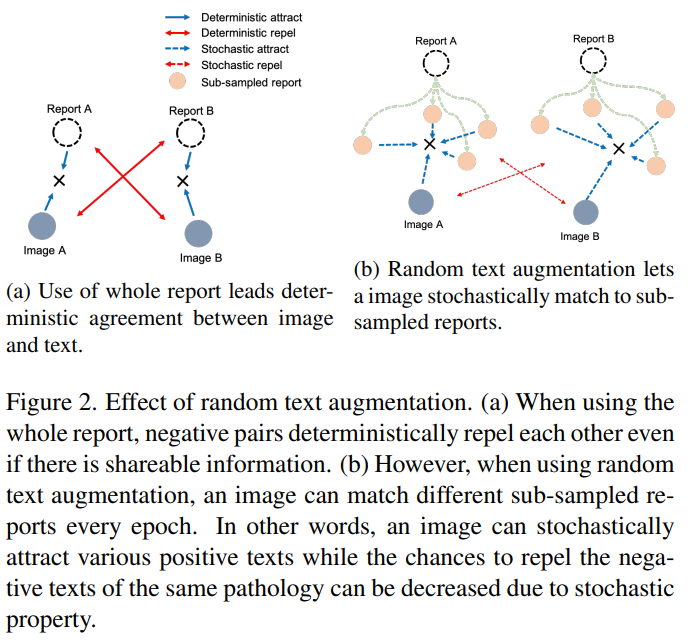 Deterministic attract
Deterministic repel
Stochastic attract
Stochastic repel
Sub-sampled report
Report A
Report B
Image A
Image B
(a) Use of whole report leads deter-
ministic agreement between image
and text.
Report A
Report B
Image A
Image B
(b) Random text augmentation lets
a image stochastically match to sub-
sampled reports.
Figure 2. Effect of random text augmentation. (a) When using the
whole report, negative pairs deterministically repel each other even
if there is shareable information. (b) However, when using random
text augmentation, an image can match different sub-sampled re-
ports every epoch. In other words, an image can stochastically
attract various positive texts while the chances to repel the nega-
tive texts of the same pathology can be decreased due to stochastic
property.